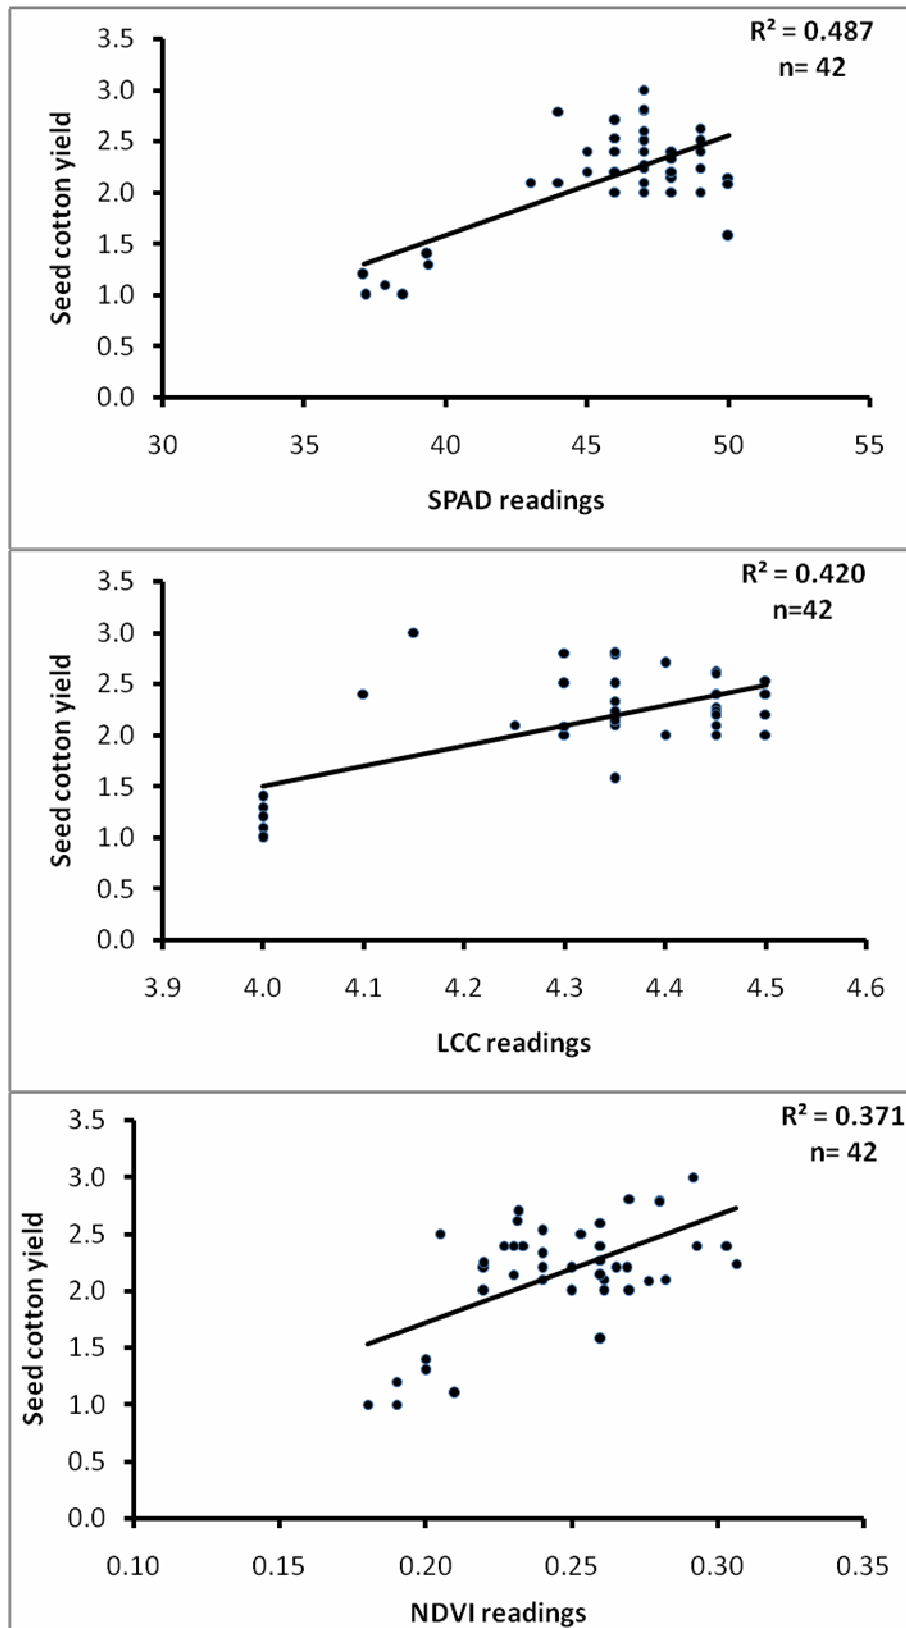 R² = 0.487
n= 42
3.5
3.0
2.5
2.0
1.5
1.0
0.5
0.0
Seed cotton yield
30 35 40 45 50 55
SPAD readings
R² = 0.420
n=42
3.5
3.0
2.5
2.0
1.5
1.0
0.5
0.0
Seed cotton yield
3.9 4.0 4.1 4.2 4.3 4.4 4.5 4.6
LCC readings
R² = 0.371
n= 42
3.5
3.0
2.5
2.0
1.5
1.0
0.5
0.0
Seed cotton yield
0.10 0.15 0.20 0.25 0.30 0.35
NDVI readings